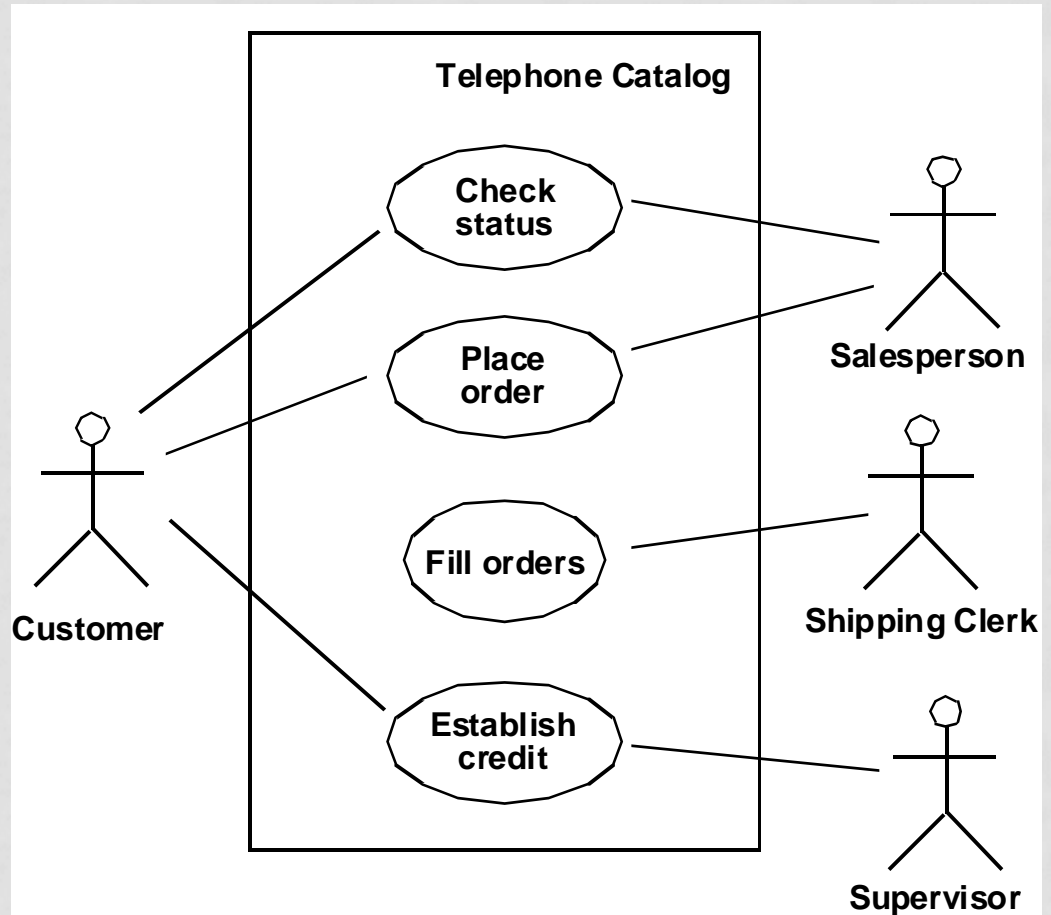 Telephone Catalog
Check
status
Place
order
Salesperson
Fill orders
Customer
Shipping Clerk
Establish
credit
Supervisor